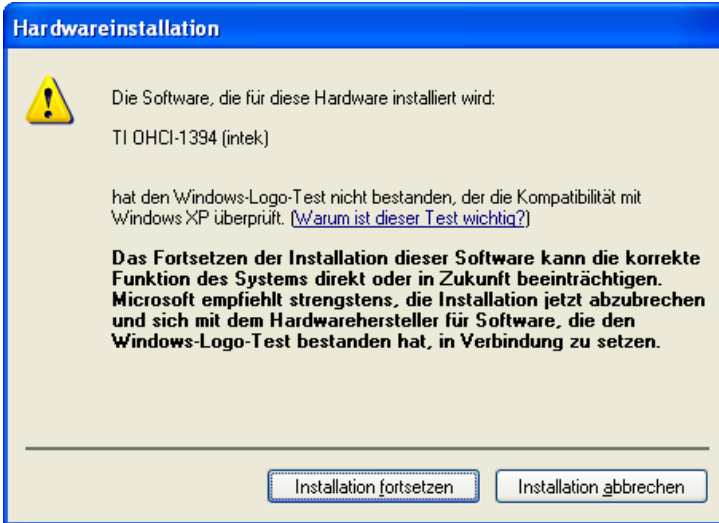 Hardwareinstallation
Die Software, die für diese Hardware installiert wird:
TI OHCI-1394 (intek)
hat den Windows-Logo-Test nicht bestanden, der die Kompatibilität mit
Windows XP überprüft. (Warum ist dieser Test wichtig?)
Das Fortsetzen der Installation dieser Software kann die korrekte
Funktion des Systems direkt oder in Zukunft beeinträchtigen.
Microsoft empfiehlt strengstens, die Installation jetzt abzubrechen
und sich mit dem Hardwarehersteller für Software, die den
Windows-Logo-Test bestanden hat, in Verbindung zu setzen.
Installation fortsetzen
Installation abbrechen